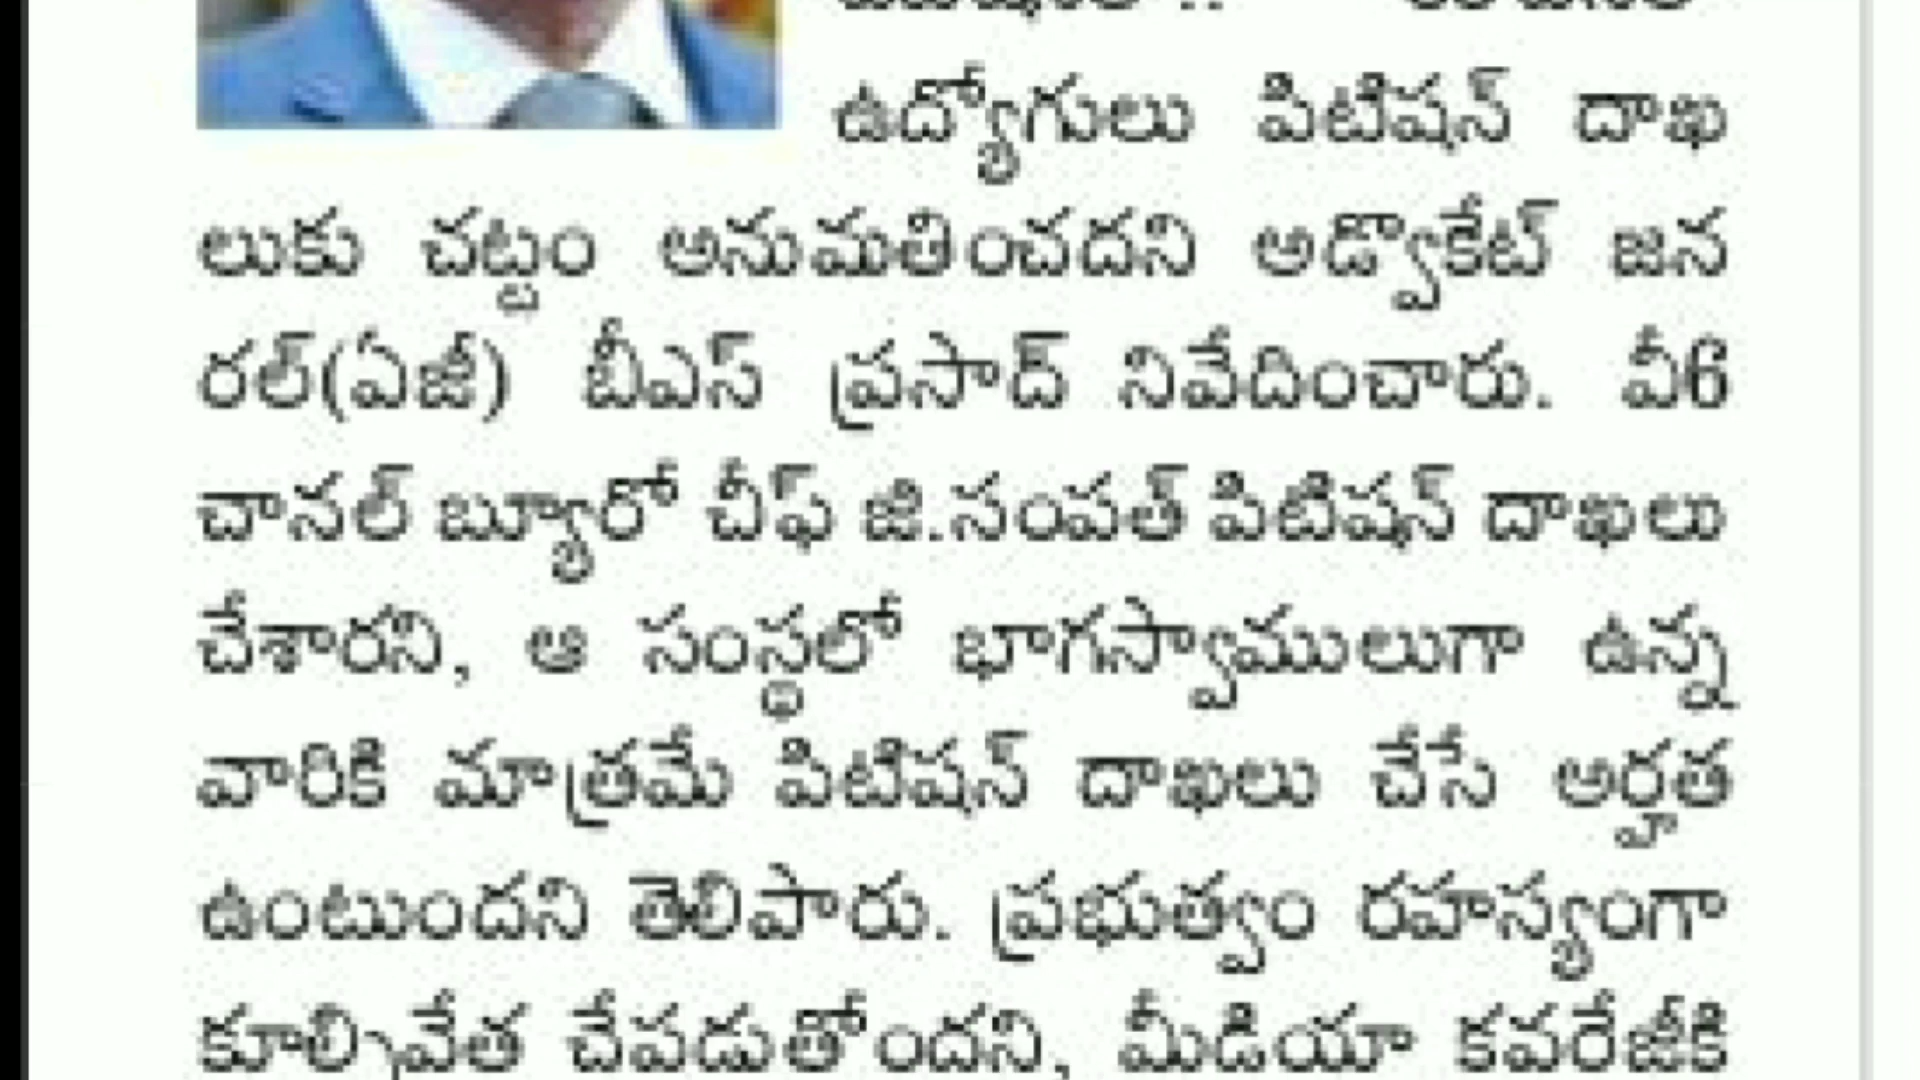 ఉద్యోగులు పిటిషన్ దాఖ
లుకు చట్టం అనుమతించదని అడ్వొకేట్ జన
రల్(ఏజీ) బీఎస్ ప్రసాద్ నివేదించారు. వీ6
చానల్ బ్యూరో చీఫ్ జి.సంపత్ పిటిషన్ దాఖలు
చేశారని, ఆ సంస్థలో భాగస్వాములుగా ఉన్న
వారికి మాత్రమే పిటిషన్ దాఖలు చేసే అర్హత
ఉంటుందని తెలిపారు. ప్రభుత్వం రహస్యంగా
కూల్చివేత చేపడుతోందని, మీడియా కవరేజీకి